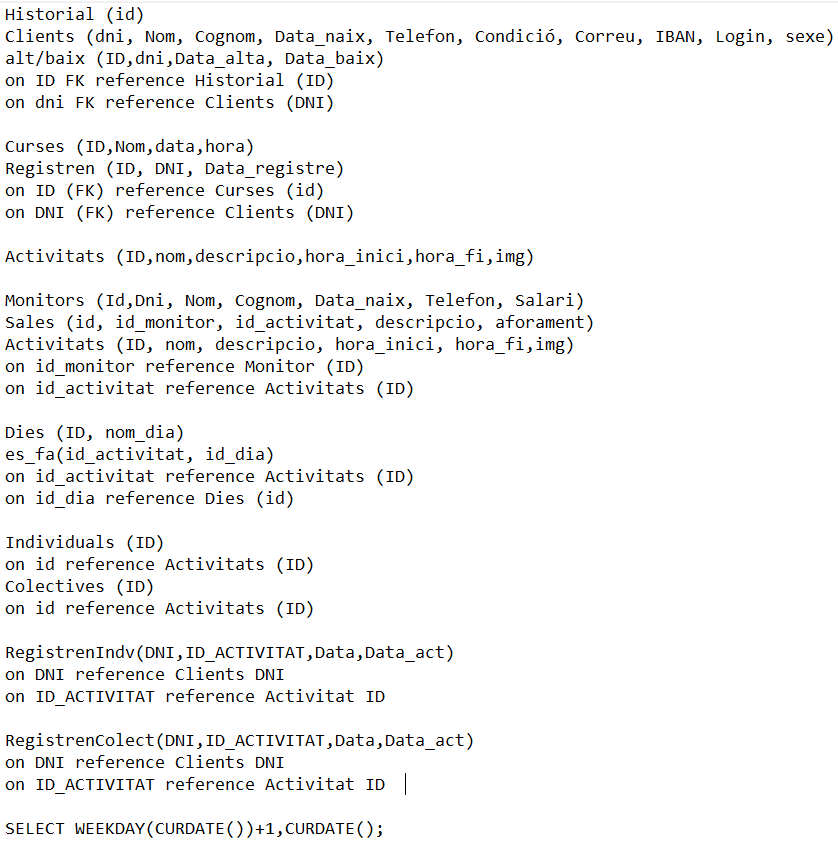 Historial (id)
Clients (dni, Nom, Cognom, Data_naix, Telefon, Condició, Correu, IBAN, Login, sexe)
alt/baix (ID,dni,Data_alta, Data_baix)
on ID FK reference Historial (ID)
on dni FK reference Clients (DNI)

Curses (ID,Nom,data,hora)
Registren (ID, DNI, Data_registre)
on ID (FK) reference Curses (id)
on DNI (FK) reference Clients (DNI)

Activitats (ID,nom,descripcio,hora_inici,hora_fi,img)

Monitors (Id,Dni, Nom, Cognom, Data_naix, Telefon, Salari)
Sales (id, id_monitor, id_activitat, descripcio, aforament)
Activitats (ID, nom, descripcio, hora_inici, hora_fi,img)
on id_monitor reference Monitor (ID)
on id_activitat reference Activitats (ID)

Dies (ID, nom_dia)
es_fa(id_activitat, id_dia)
on id_activitat reference Activitats (ID)
on id_dia reference Dies (id)

Individuals (ID)
on id reference Activitats (ID)
Colectives (ID)
on id reference Activitats (ID)

RegistrenIndv(DNI,ID_ACTIVITAT,Data,Data_act)
on DNI reference Clients DNI
on ID_ACTIVITAT reference Activitat ID

RegistrenColect(DNI,ID_ACTIVITAT,Data,Data_act)
on DNI reference Clients DNI
on ID_ACTIVITAT reference Activitat ID

SELECT WEEKDAY(CURDATE())+1,CURDATE();